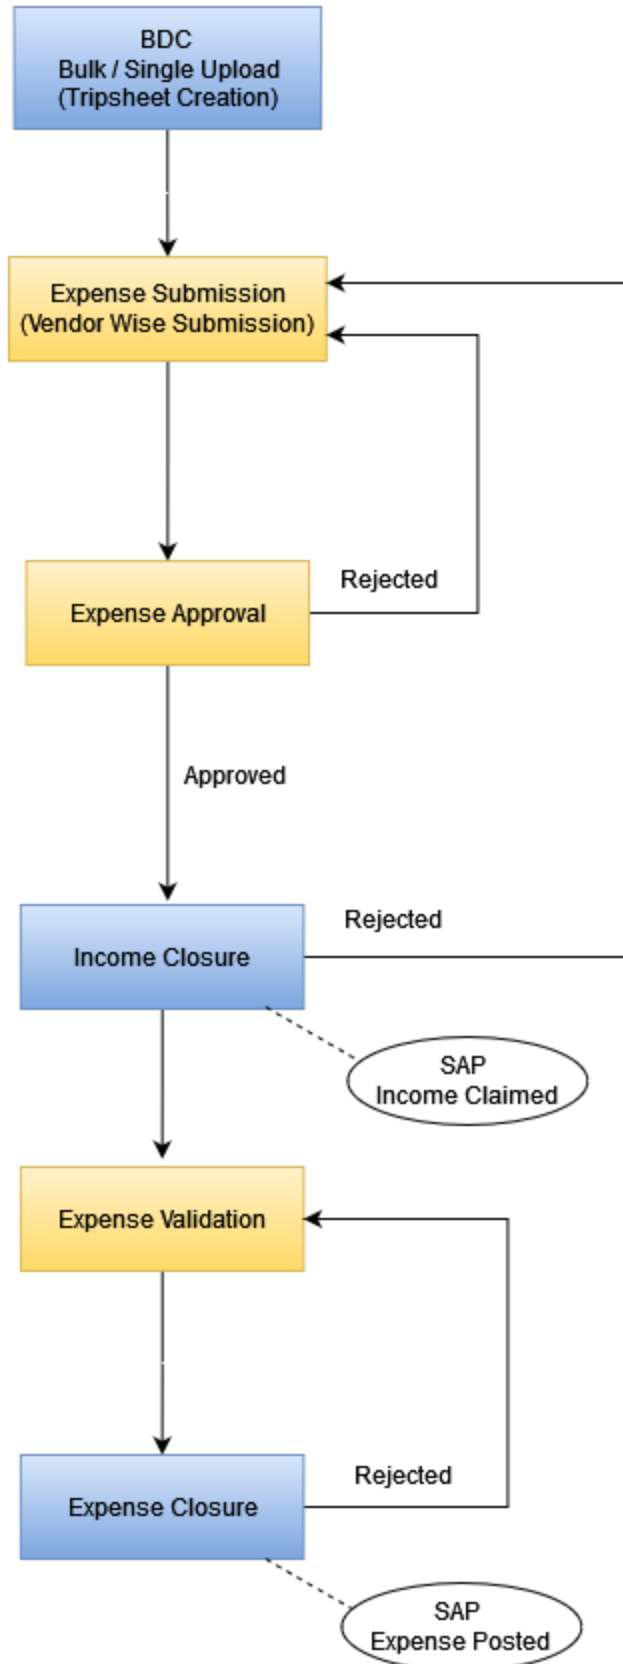 BDC
Bulk / Single Upload
(Tripsheet Creation)
Expense Submission
(Vendor Wise Submission)
Rejected
Expense Approval
Approved
Rejected
Income Closure
SAP
Income Claimed
Expense Validation
Rejected
Expense Closure
SAP
Expense Posted